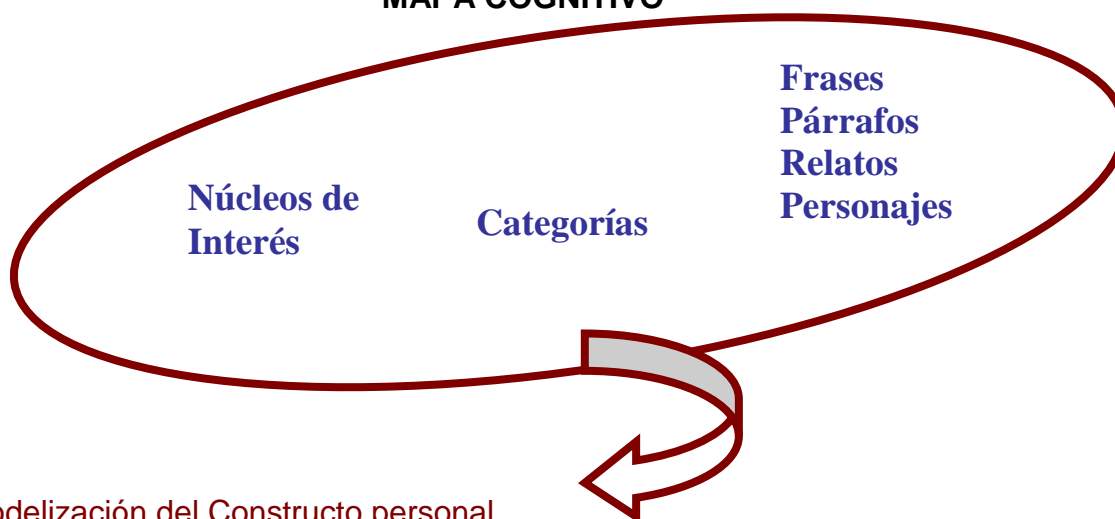 MAPA COGNITIVO
Frases
Párrafos
Relatos
Personajes
Núcleos de
Interés
Categorías
odelización del Constructo personal